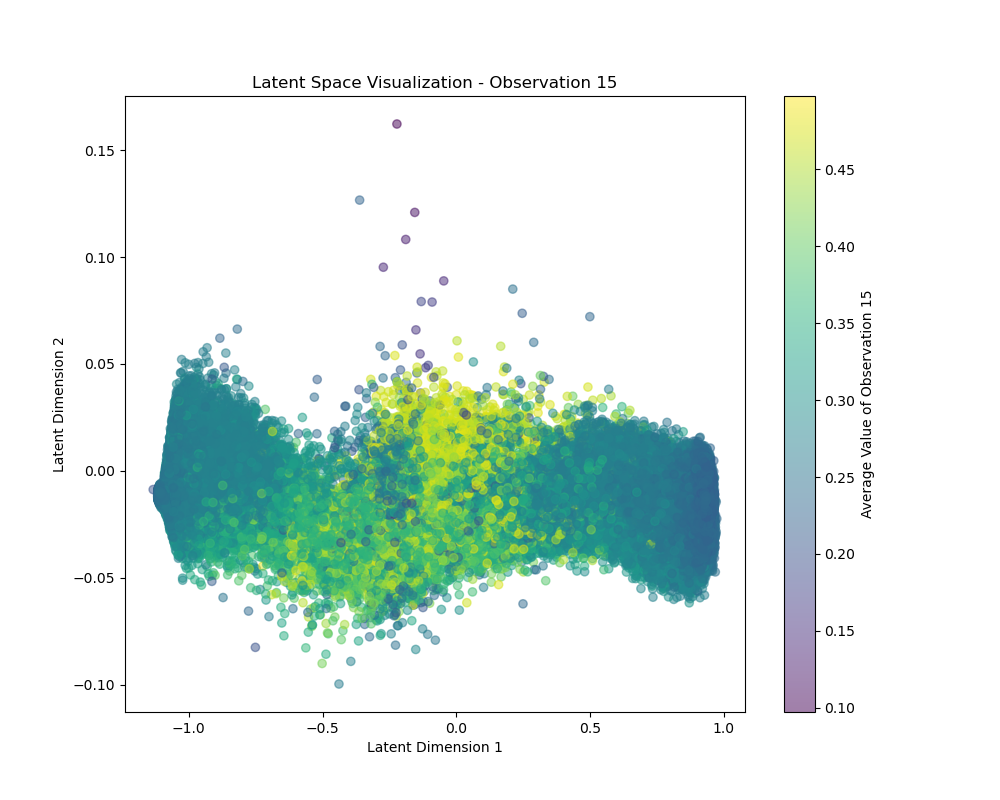 Latent Space Visualization - Observation 15
0.15
0.10
0.05
0.00
−0.05
−0.10
Latent Dimension 2
−1.0 −0.5 0.0 0.5 1.0
Latent Dimension 1
0.45
0.40
0.35
0.30
0.25
0.20
0.15
0.10
Average Value of Observation 15